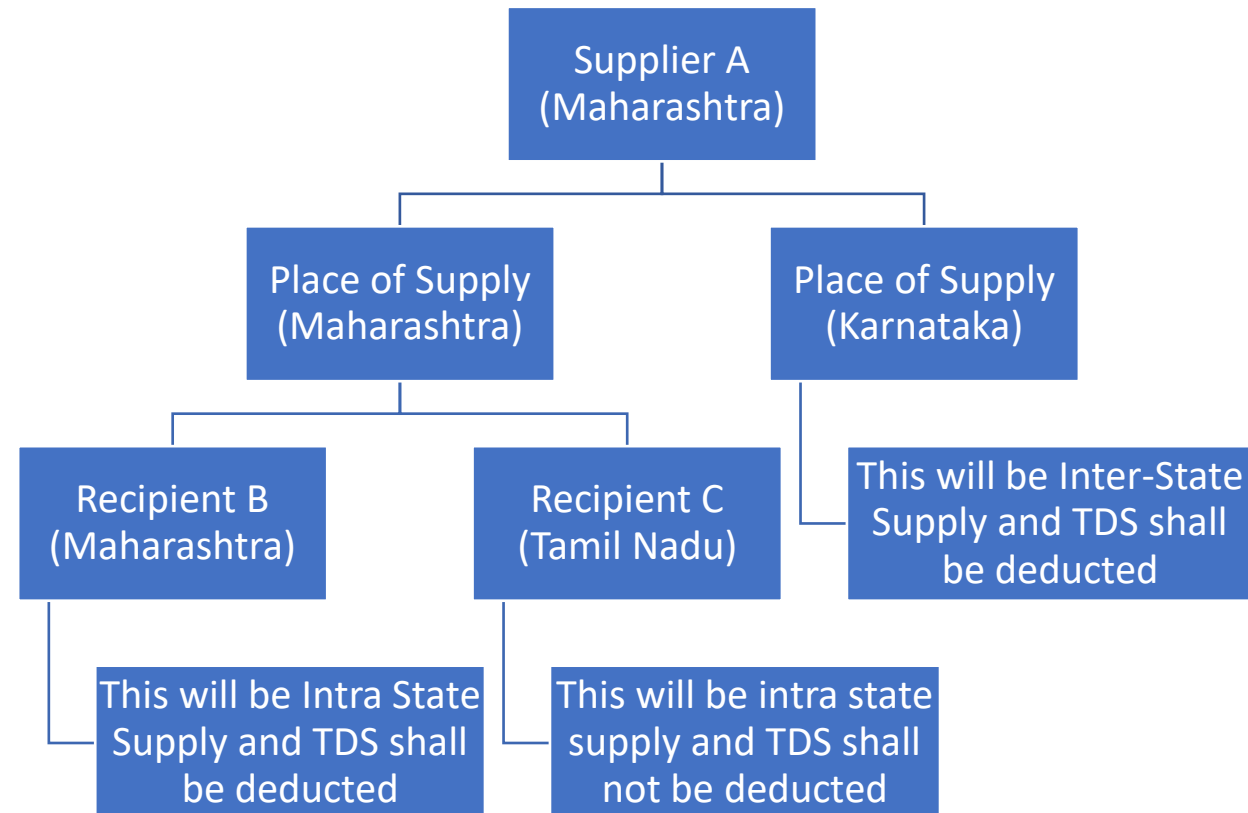 Supplier A
(Maharashtra)
Place of Supply
(Maharashtra)
Place of Supply
(Karnataka)
Recipient B
(Maharashtra)
Recipient C
(Tamil Nadu)
This will be Inter-State
Supply and TDS shall
be deducted
This will be Intra State
Supply and TDS shall
be deducted
This will be intra state
supply and TDS shall
not be deducted